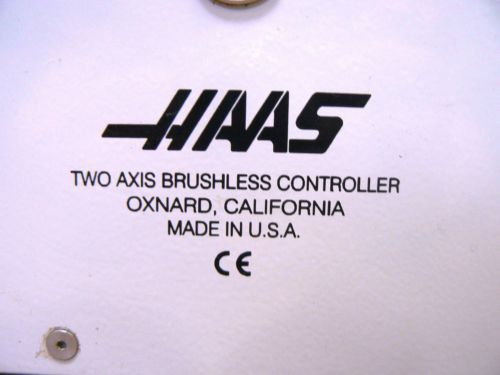 HAAS
TWO AXIS BRUSHLESS CONTROLLER
OXNARD, CALIFORNIA
MADE IN U.S.A.
CE